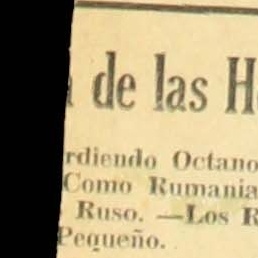 de las H
rdiendo Octano
Como Rumania
Ruso. —Los R
Pequeño.